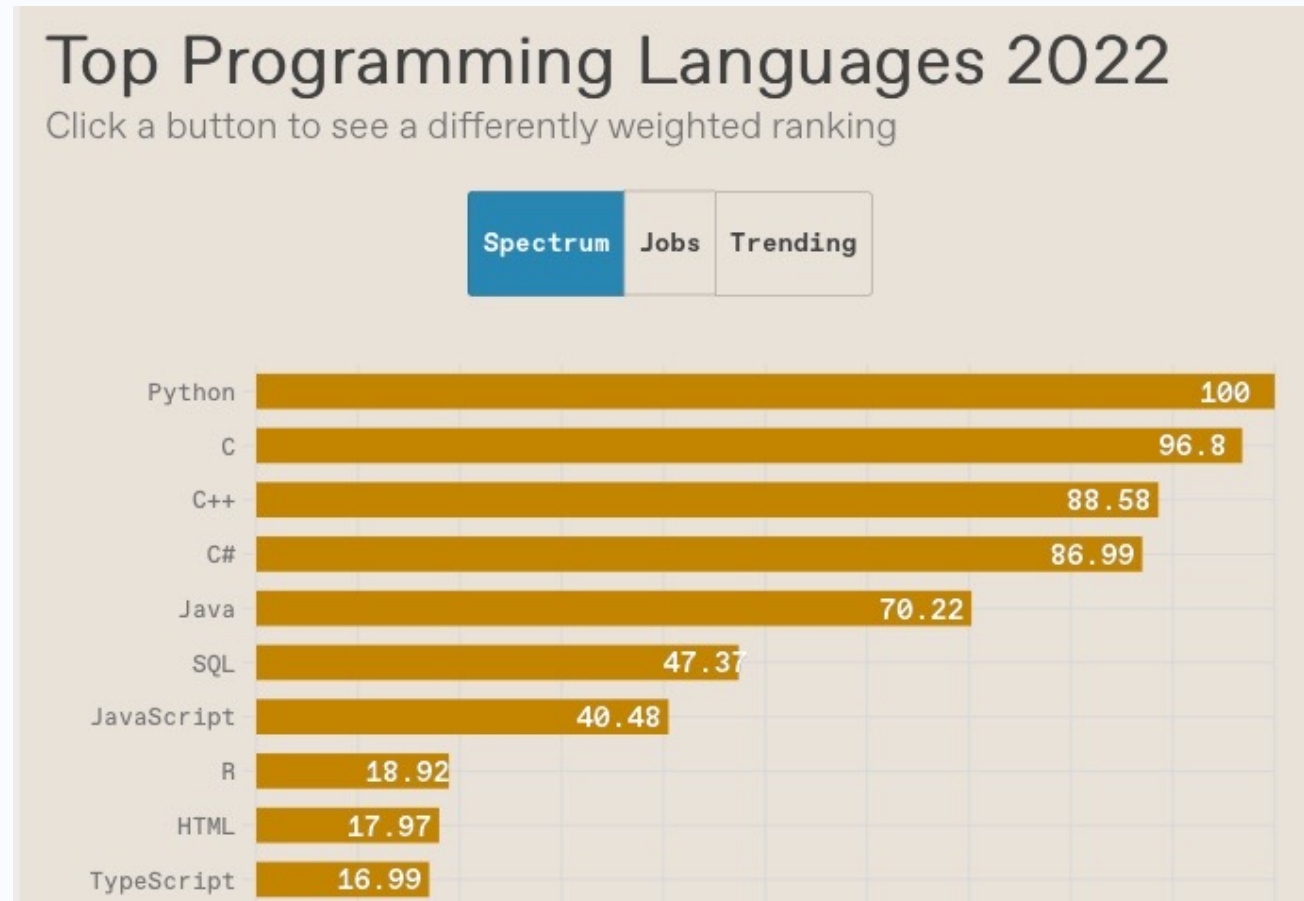 Top Programming Languages 2022
Click a button to see a differently weighted ranking
Spectrum Jobs Trending
Python 100
C 96.8
C++ 88.58
C# 86.99
Java 70.22
SQL 47.37
JavaScript 40.48
R 18.92
HTML 17.97
TypeScript 16.99